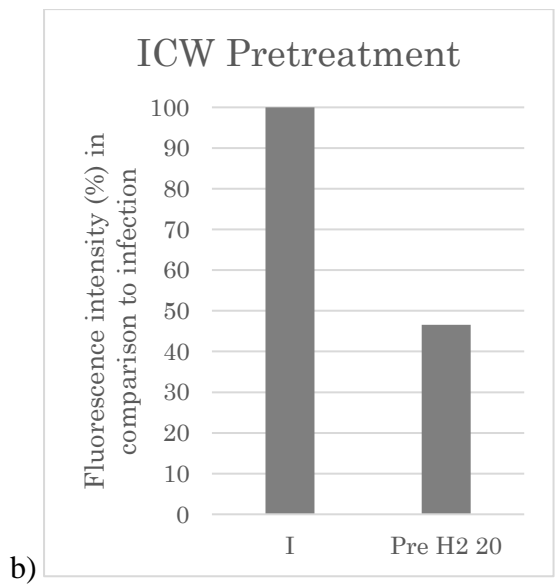 ICW Pretreatment
Fluorescence intensity (%) in
comparison to infection
100
90
80
70
60
50
40
30
20
10
0
I
Pre H2 20
b)